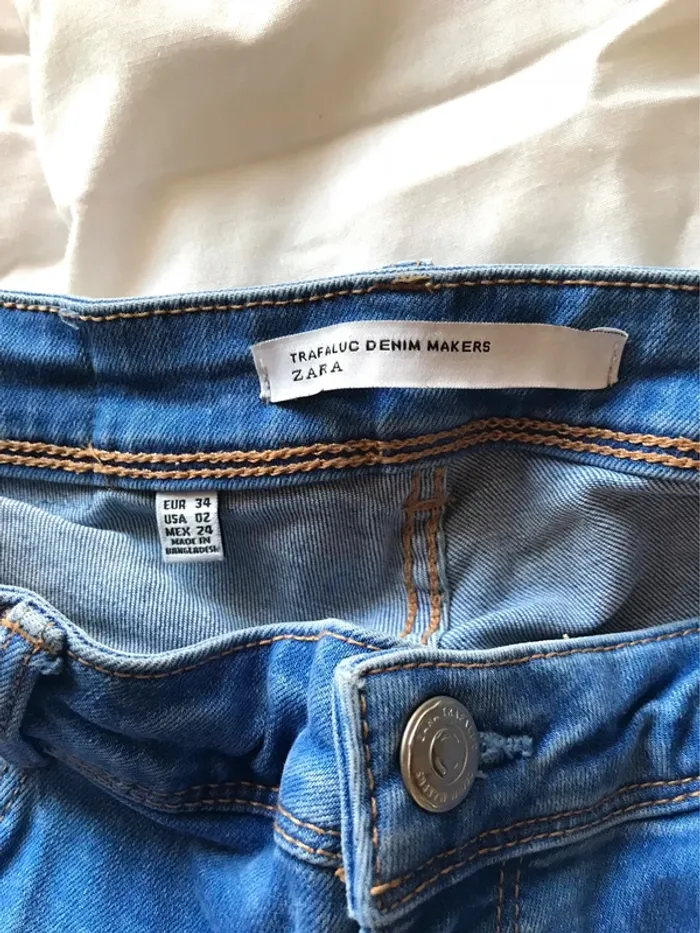 TRAFALUC DENIM MAKERS
ZARA
EUR 34
USA 02
MEX 24
MADE IN
BANGLADESH